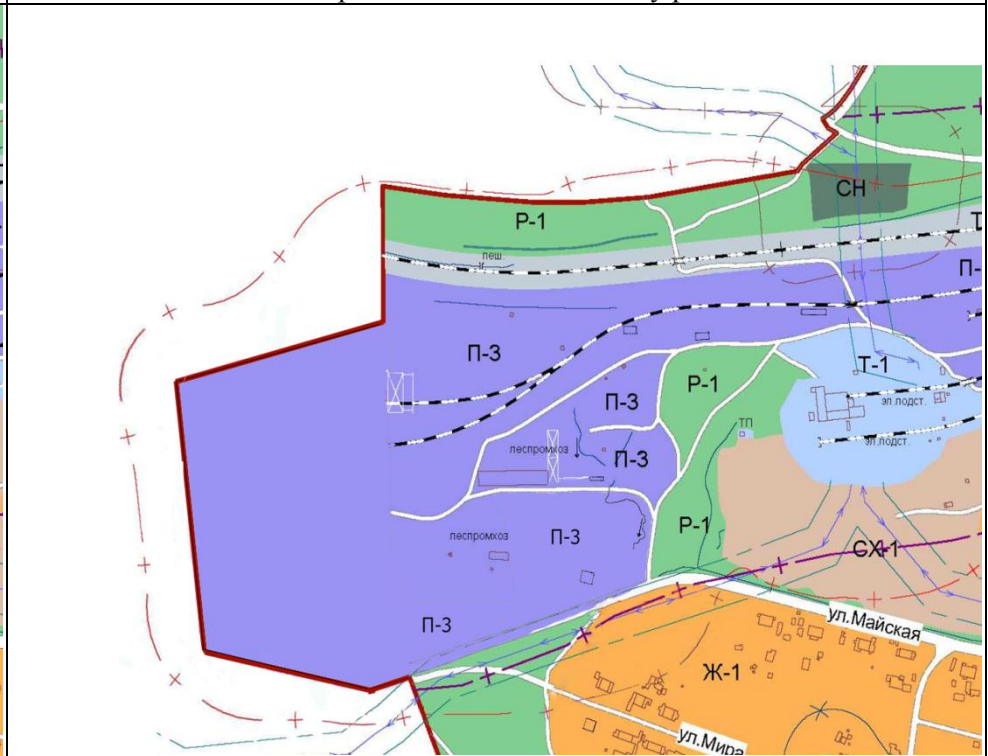 СН
Р-1
пеш.
П-
П-3
Т-1
Р-1
П-3
эл.подст.
ТП
эл.подст.
леспромхоз
П-3
Р-1
леспромхоз
П-3
СХ-1
П-3
ул.Майская
Ж-1
ул.Мира